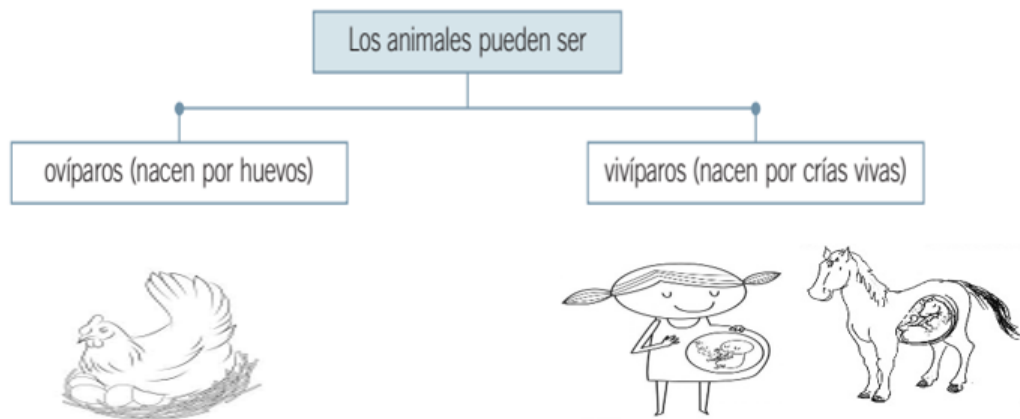 Los animales pueden ser
ovíparos (nacen por huevos)
vivíparos (nacen por crías vivas)